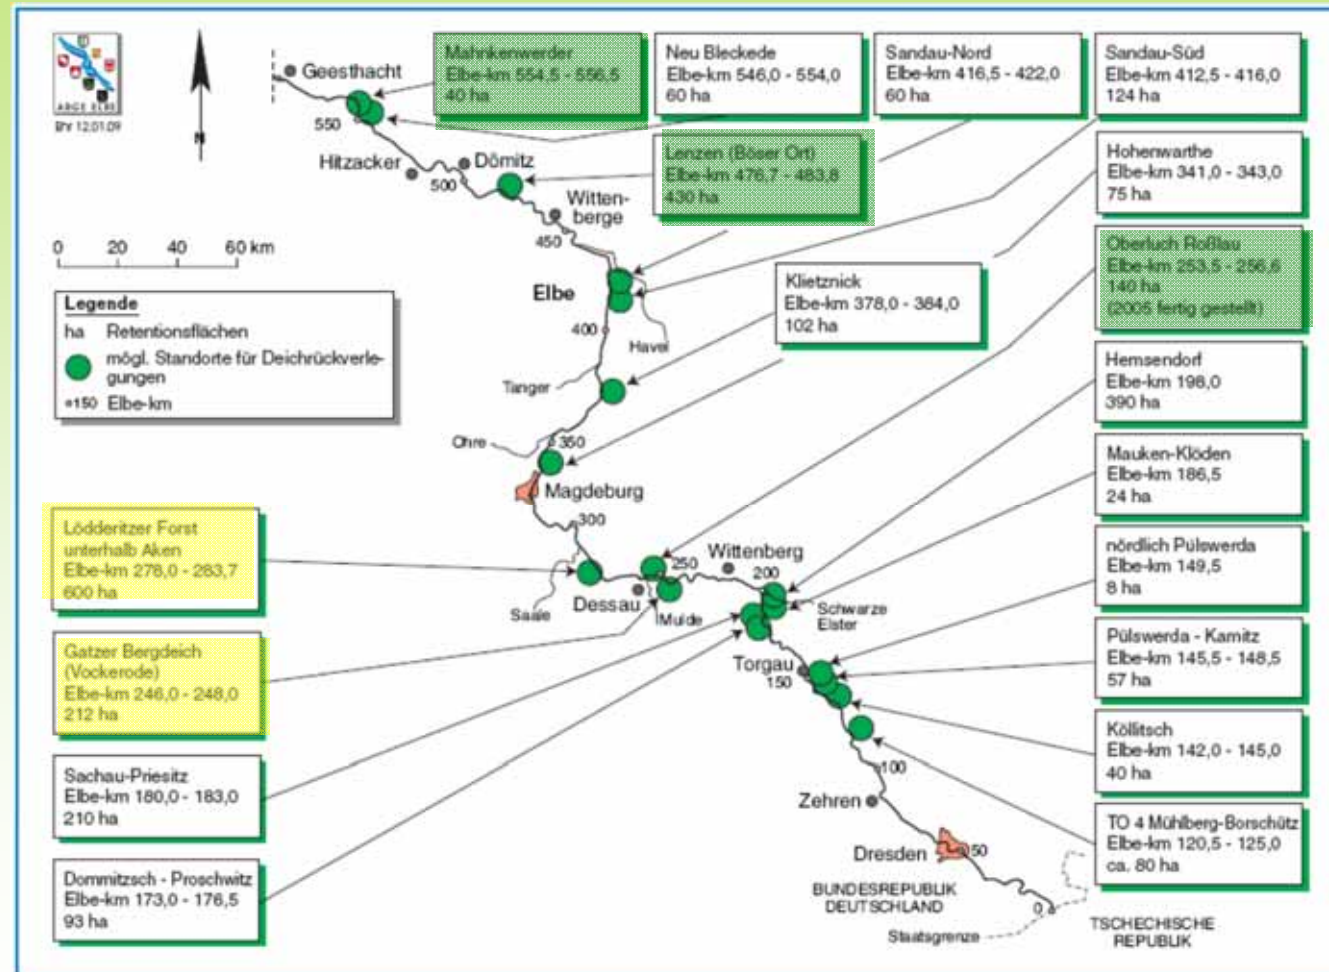 ARGE ELBE
Bhr 12.01.09
N
0 20 40 60 km
Legende
ha Retentionsflächen
mögl. Standorte für Deichrückverle-
gungen
150 Elbe-km
Mahnkenwerder
Elbe-km 554,5 - 556,5
40 ha
Neu Bleckede
Elbe-km 546,0 - 554,0
60 ha
Sandau-Nord
Elbe-km 416,5 - 422,0
60 ha
Sandau-Süd
Elbe-km 412,5 - 416,0
124 ha
Lenzen (Böser Ort)
Elbe-km 476,7 - 483,8
430 ha
Hohenwarthe
Elbe-km 341,0 - 343,0
75 ha
Oberluch Roßlau
Elbe-km 253,5 - 256,6
140 ha
(2005 fertig gestellt)
Klietznick
Elbe-km 378,0 - 384,0
102 ha
Hemsendorf
Elbe-km 198,0
390 ha
Mauken-Klöden
Elbe-km 186,5
24 ha
nördlich Pülswerda
Elbe-km 149,5
8 ha
Pülswerda - Kamitz
Elbe-km 145,5 - 148,5
57 ha
Köllitsch
Elbe-km 142,0 - 145,0
40 ha
TO 4 Mühlberg-Borschütz
Elbe-km 120,5 - 125,0
ca. 80 ha
Lödderitzer Forst
unterhalb Aken
Elbe-km 278,0 - 283,7
600 ha
Gatzer Bergdeich
(Vockerode)
Elbe-km 246,0 - 248,0
212 ha
Sachau-Priesitz
Elbe-km 180,0 - 183,0
210 ha
Dommitzsch - Proschwitz
Elbe-km 173,0 - 176,5
93 ha
Geesthacht
550
Hitzacker
Dömitz
500
Witten-
berge
450
Elbe
400
Havel
Tanger
Ohre
350
Magdeburg
300
Saale
Dessau
250
Mulde
Wittenberg
200
Schwarze
Elster
Torgau
150
100
Zehren
Dresden
50
BUNDESREPUBLIK
DEUTSCHLAND
0
Staatsgrenze
TSCHECHISCHE
REPUBLIK